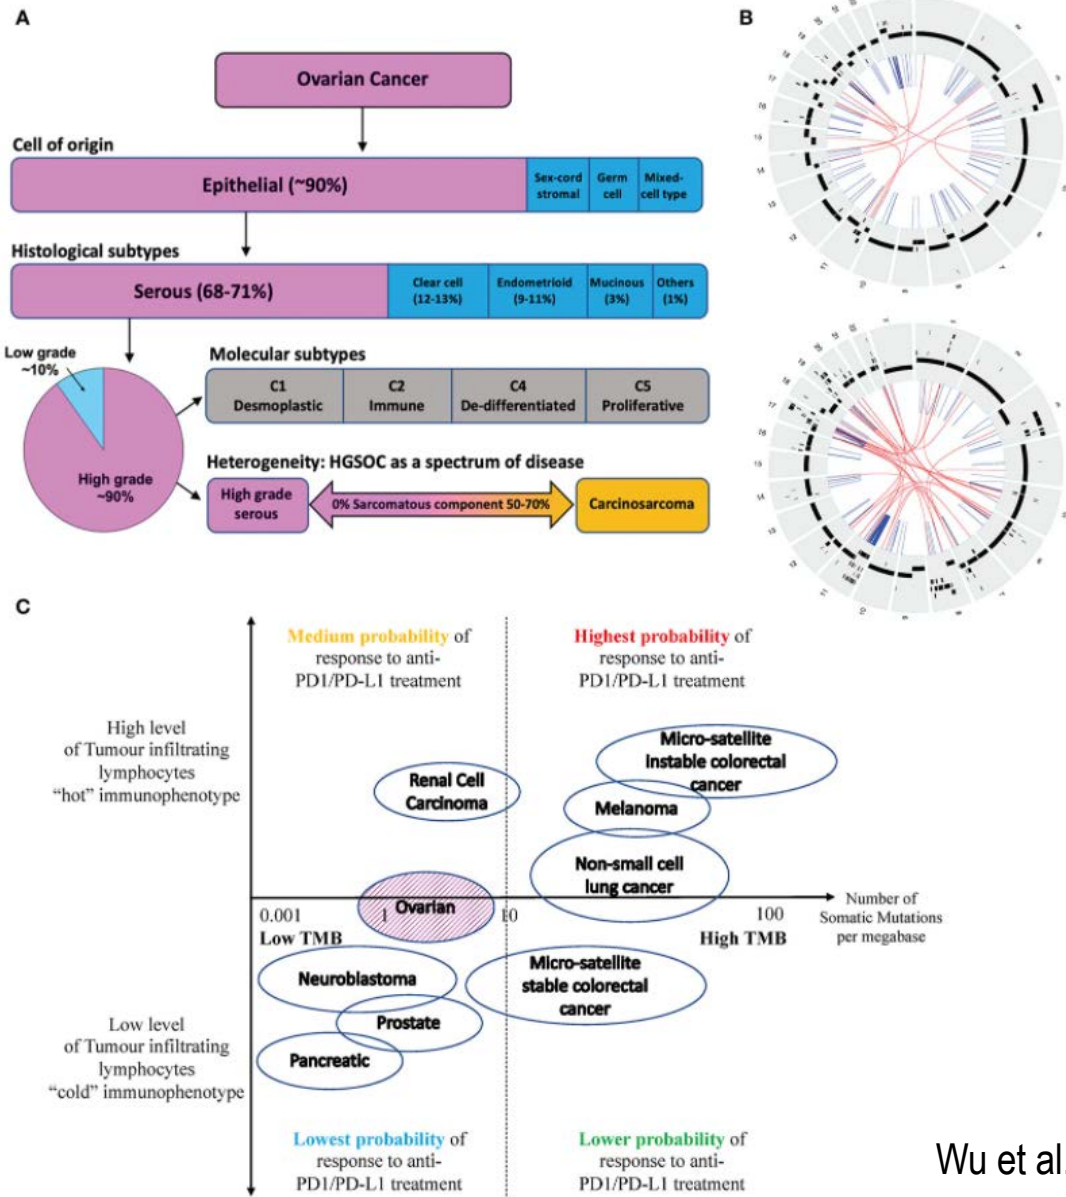 A
Ovarian Cancer
Cell of origin
Epithelial (~90%)
Sex-cord
stromal
Germ
cell
Mixed-
cell type
Histological subtypes
Serous (68-71%)
Clear cell
(12-13%)
Endometrioid
(9-11%)
Mucinous
(3%)
Others
(1%)
Low grade
~10%
High grade
~90%
Molecular subtypes
C1
Desmoplastic
C2
Immune
C4
De-differentiated
C5
Proliferative
Heterogeneity: HGSOC as a spectrum of disease
High grade
serous
0% Sarcomatous component 50-70%
Carcinosarcoma
B
C
Medium probability of
response to anti-
PD1/PD-L1 treatment
Highest probability of
response to anti-
PD1/PD-L1 treatment
High level
of Tumour infiltrating
lymphocytes
“hot” immunophenotype
Renal Cell
Carcinoma
Micro-satellite
instable colorectal
cancer
Melanoma
Non-small cell
lung cancer
Ovarian
0.001
1
10
100
Low TMB
High TMB
Number of
Somatic Mutations
per megabase
Neuroblastoma
Micro-satellite
stable colorectal
cancer
Prostate
Pancreatic
Low level
of Tumour infiltrating
lymphocytes
“cold” immunophenotype
Lowest probability of
response to anti-
PD1/PD-L1 treatment
Lower probability of
response to anti-
PD1/PD-L1 treatment
Wu et al.